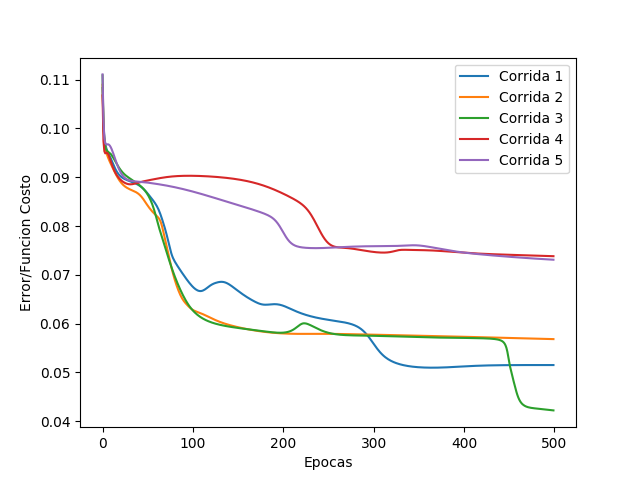 Corrida 1
Corrida 2
Corrida 3
Corrida 4
Corrida 5
Error/Funcion Costo
0.11
0.10
0.09
0.08
0.07
0.06
0.05
0.04
0 100 200 300 400 500
Epocas